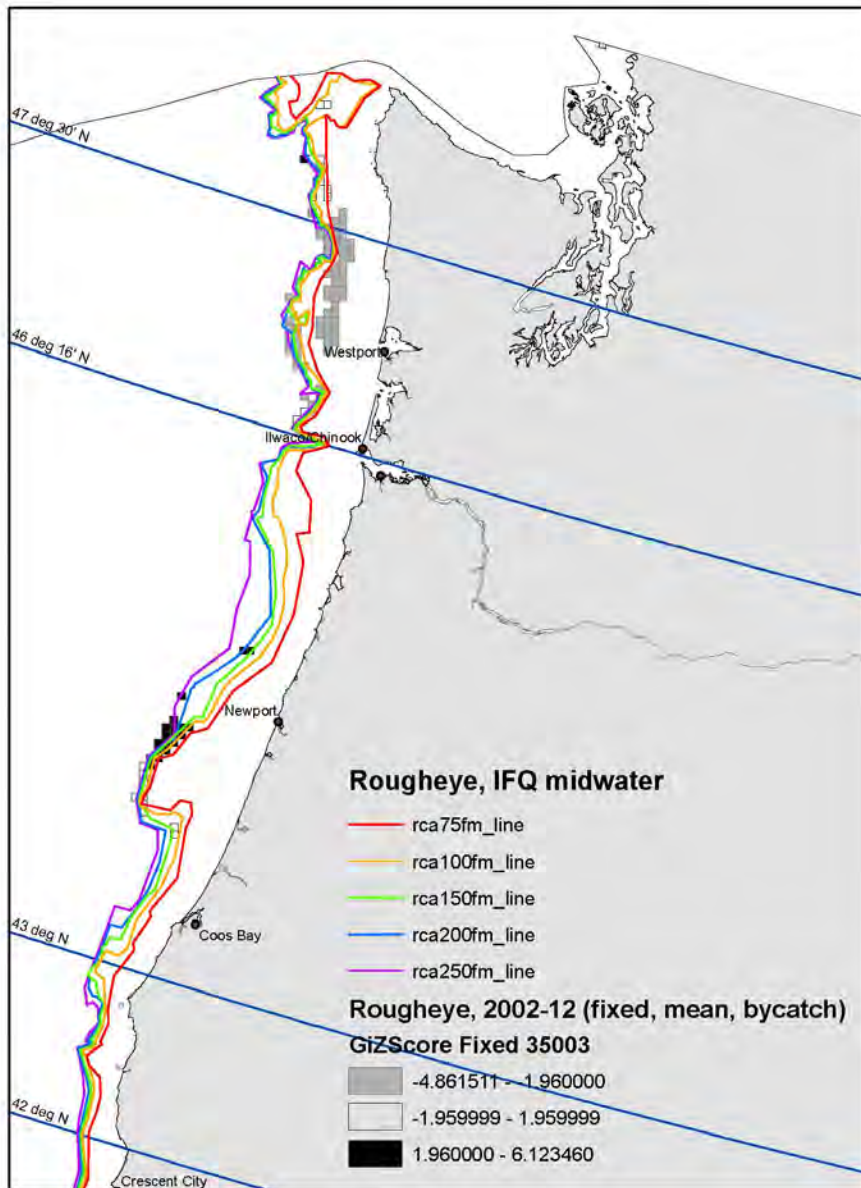 47 deg 30' N
46 deg 16' N
Westport
Ilwaco/Chinook
Newport
Rougheye, IFQ midwater
rca75fm_line
rca100fm_line
rca150fm_line
rca200fm_line
rca250fm_line
43 deg N
Coos Bay
Rougheye, 2002-12 (fixed, mean, bycatch)
GiZScore Fixed 35003
-4.861511 - -1.960000
-1.959999 - 1.959999
1.960000 - 6.123460
42 deg N
Crescent City